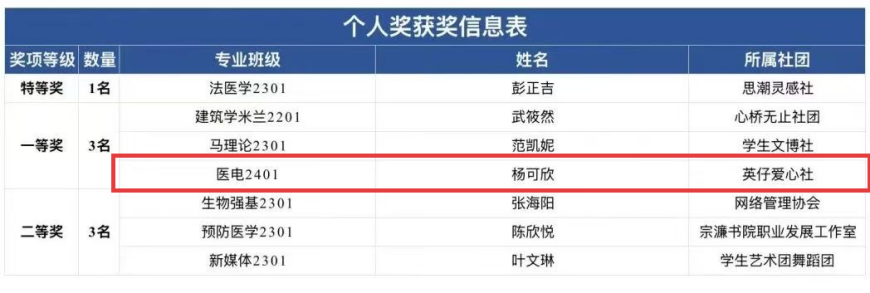 个人奖获奖信息表
奖项等级 数量 专业班级 姓名 所属社团
特等奖 1名 法医学2301 彭正吉 思潮灵感社
建筑学米兰2201 武筱然 心桥无止社团
一等奖 3名 马理论2301 范凯妮 学生文博社
医电2401 杨可欣 英仔爱心社
生物强基2301 张海阳 网络管理协会
二等奖 3名 预防医学2301 陈欣悦 宗濂书院职业发展工作室
新媒体2301 叶文琳 学生艺术团舞蹈团